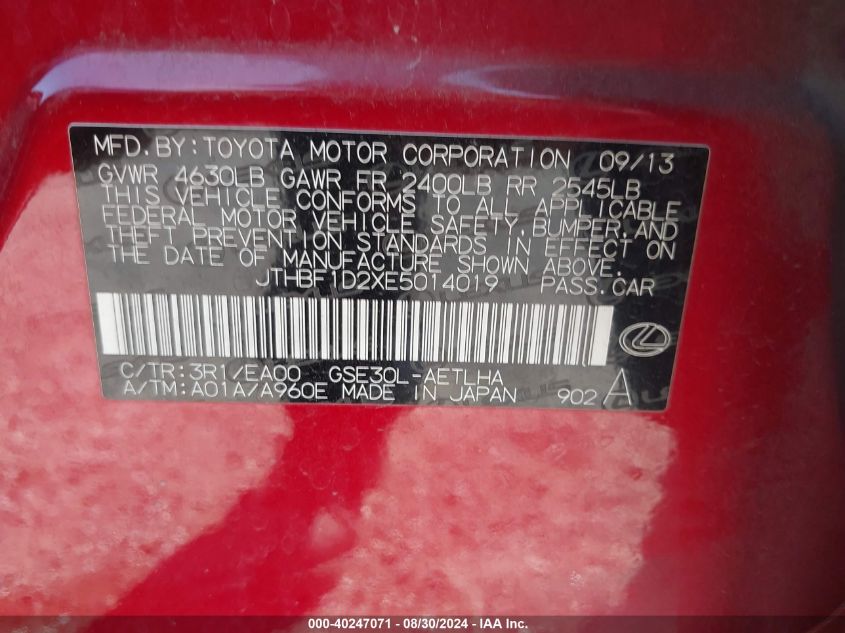 MFD.BY:TOYOTA MOTOR CORPORATION 09/13
GVWR 4630LB GAWR FR 2400LB RR 2545LB
THIS VEHICLE CONFORMS TO ALL APPLICABLE
FEDERAL MOTOR VEHICLE SAFETY,BUMPER,AND
THEFT PREVENTION STANDARDS IN EFFECT ON
THE DATE OF MANUFACTURE SHOWN ABOVE.
JTHBF1D2XE5014019 PASS.CAR
C/TR:3R1/EA00 GSE30L-AETLHA
A/TM:A01A/A960E MADE IN JAPAN 902 A
000-40247071 - 08/30/2024 - IAA Inc.